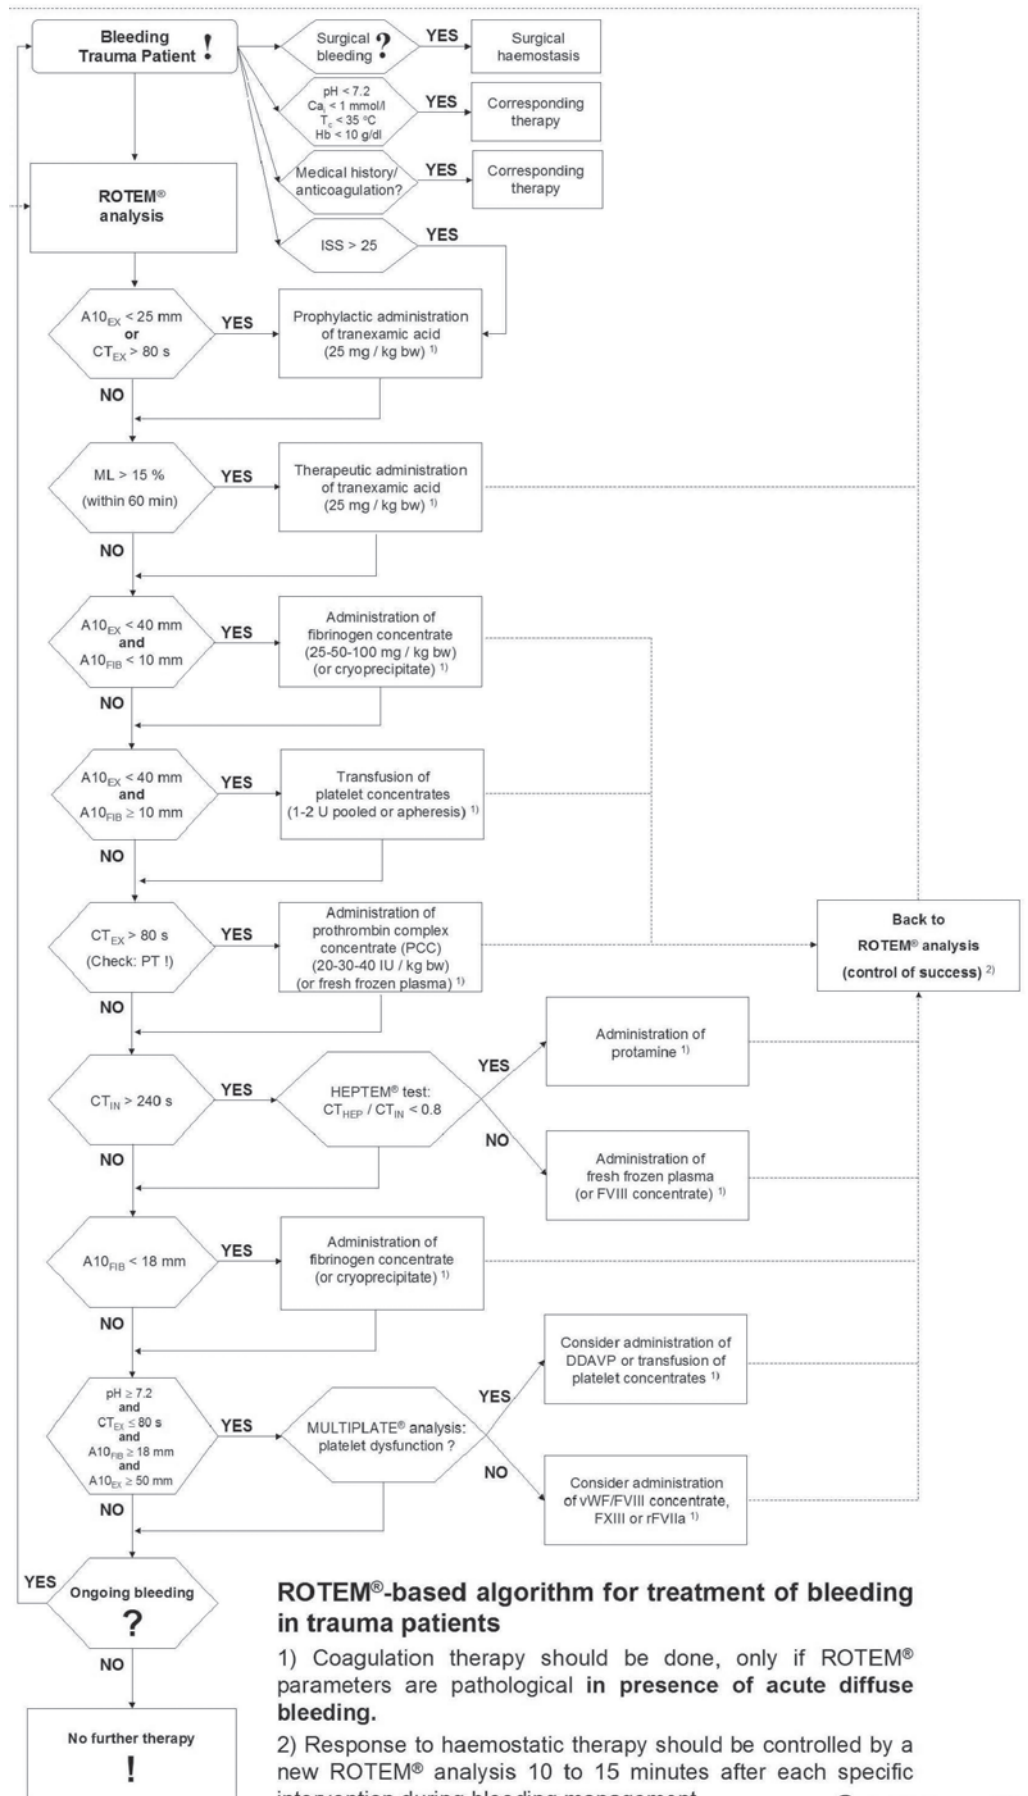 Bleeding
Trauma Patient !
Surgical
bleeding ?
YES
Surgical
haemostasis
pH < 7.2
Caᵢ < 1 mmol/l
T꜀ < 35 °C
Hb < 10 g/dl
YES
Corresponding
therapy
Medical history/
anticoagulation?
YES
Corresponding
therapy
ISS > 25
YES
ROTEM®
analysis
A10EX < 25 mm
or
CTEX > 80 s
YES
Prophylactic administration
of tranexamic acid
(25 mg / kg bw) 1)
NO
ML > 15 %
(within 60 min)
YES
Therapeutic administration
of tranexamic acid
(25 mg / kg bw) 1)
NO
A10EX < 40 mm
and
A10FIB < 10 mm
YES
Administration of
fibrinogen concentrate
(25-50-100 mg / kg bw)
(or cryoprecipitate) 1)
NO
A10EX < 40 mm
and
A10FIB ≥ 10 mm
YES
Transfusion of
platelet concentrates
(1-2 U pooled or apheresis) 1)
NO
CTEX > 80 s
(Check: PT !)
YES
Administration of
prothrombin complex
concentrate (PCC)
(20-30-40 IU / kg bw)
(or fresh frozen plasma) 1)
Back to
ROTEM® analysis
(control of success) 2)
NO
CTIN > 240 s
YES
HEPTEM® test:
CTHEP / CTIN < 0.8
YES
Administration of
protamine 1)
NO
Administration of
fresh frozen plasma
(or FVIII concentrate) 1)
NO
A10FIB < 18 mm
YES
Administration of
fibrinogen concentrate
(or cryoprecipitate) 1)
NO
pH ≥ 7.2
and
CTEX ≤ 80 s
and
A10FIB ≥ 18 mm
and
A10EX ≥ 50 mm
YES
MULTIPLATE® analysis:
platelet dysfunction ?
YES
Consider administration of
DDAVP or transfusion of
platelet concentrates 1)
NO
Consider administration
of vWF/FVIII concentrate,
FXIII or rFVIIa 1)
NO
YES
Ongoing bleeding
?
NO
No further therapy
!
ROTEM®-based algorithm for treatment of bleeding
in trauma patients
1) Coagulation therapy should be done, only if ROTEM®
parameters are pathological in presence of acute diffuse
bleeding.
2) Response to haemostatic therapy should be controlled by a
new ROTEM® analysis 10 to 15 minutes after each specific
intervention during bleeding management.